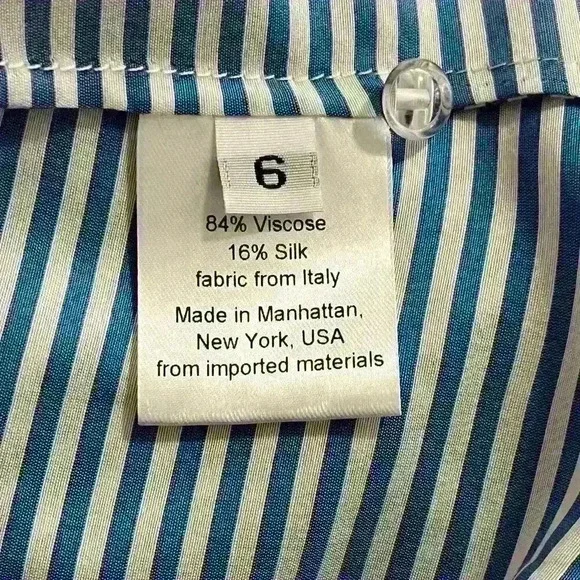 6
84% Viscose
16% Silk
fabric from Italy
Made in Manhattan,
New York, USA
from imported materials